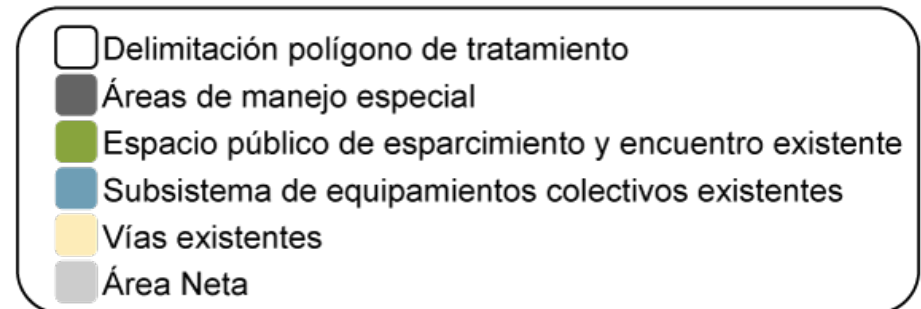 Delimitación polígono de tratamiento
Áreas de manejo especial
Espacio público de esparcimiento y encuentro existente
Subsistema de equipamientos colectivos existentes
Vías existentes
Área Neta